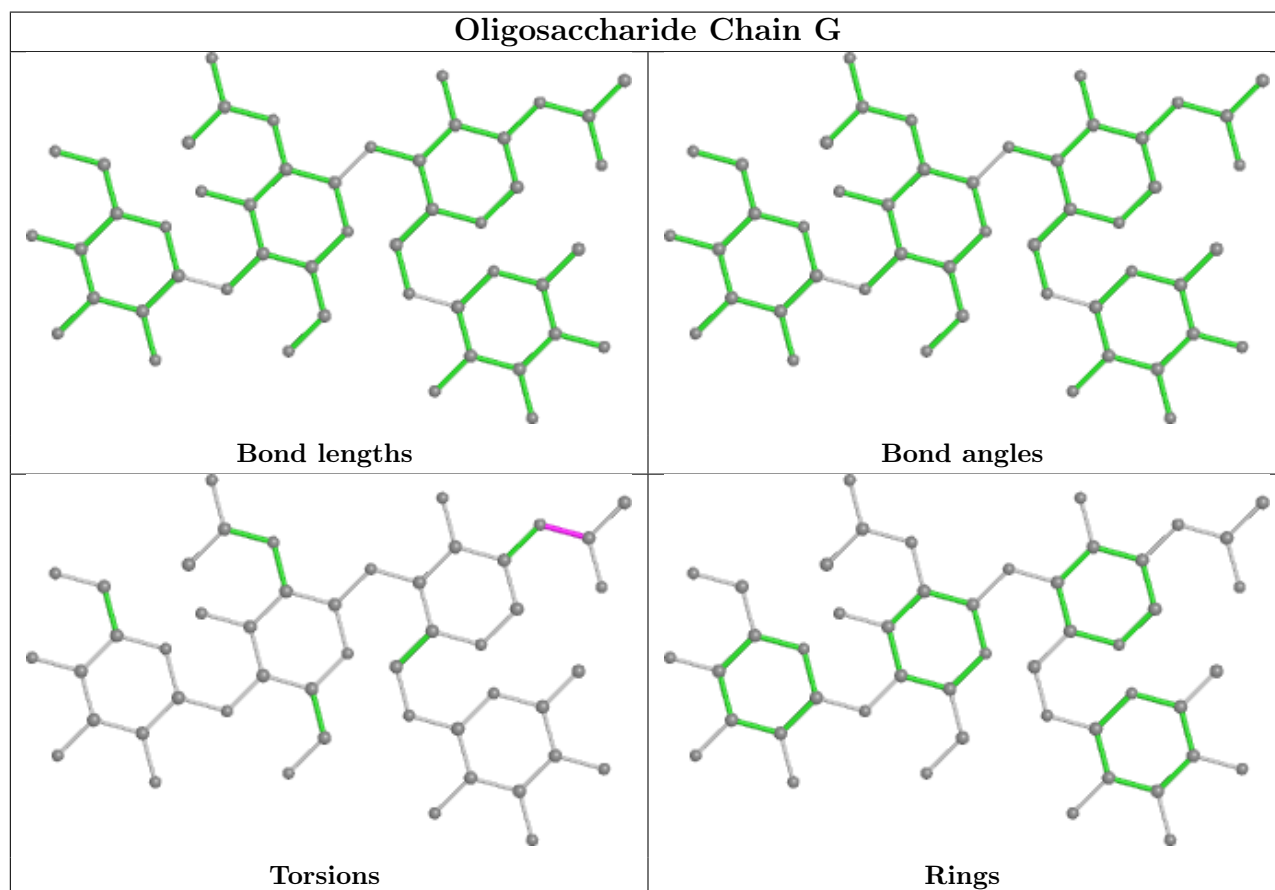 Oligosaccharide Chain G
Bond lengths
Bond angles
Torsions
Rings